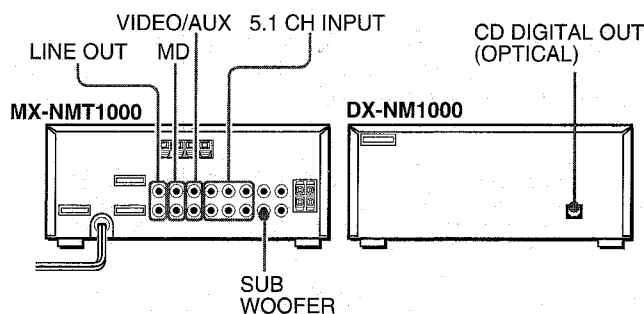 VIDEO/AUX 5.1 CH INPUT
LINE OUT MD
CD DIGITAL OUT
(OPTICAL)
MX-NMT1000
DX-NM1000
SUB
WOOFER